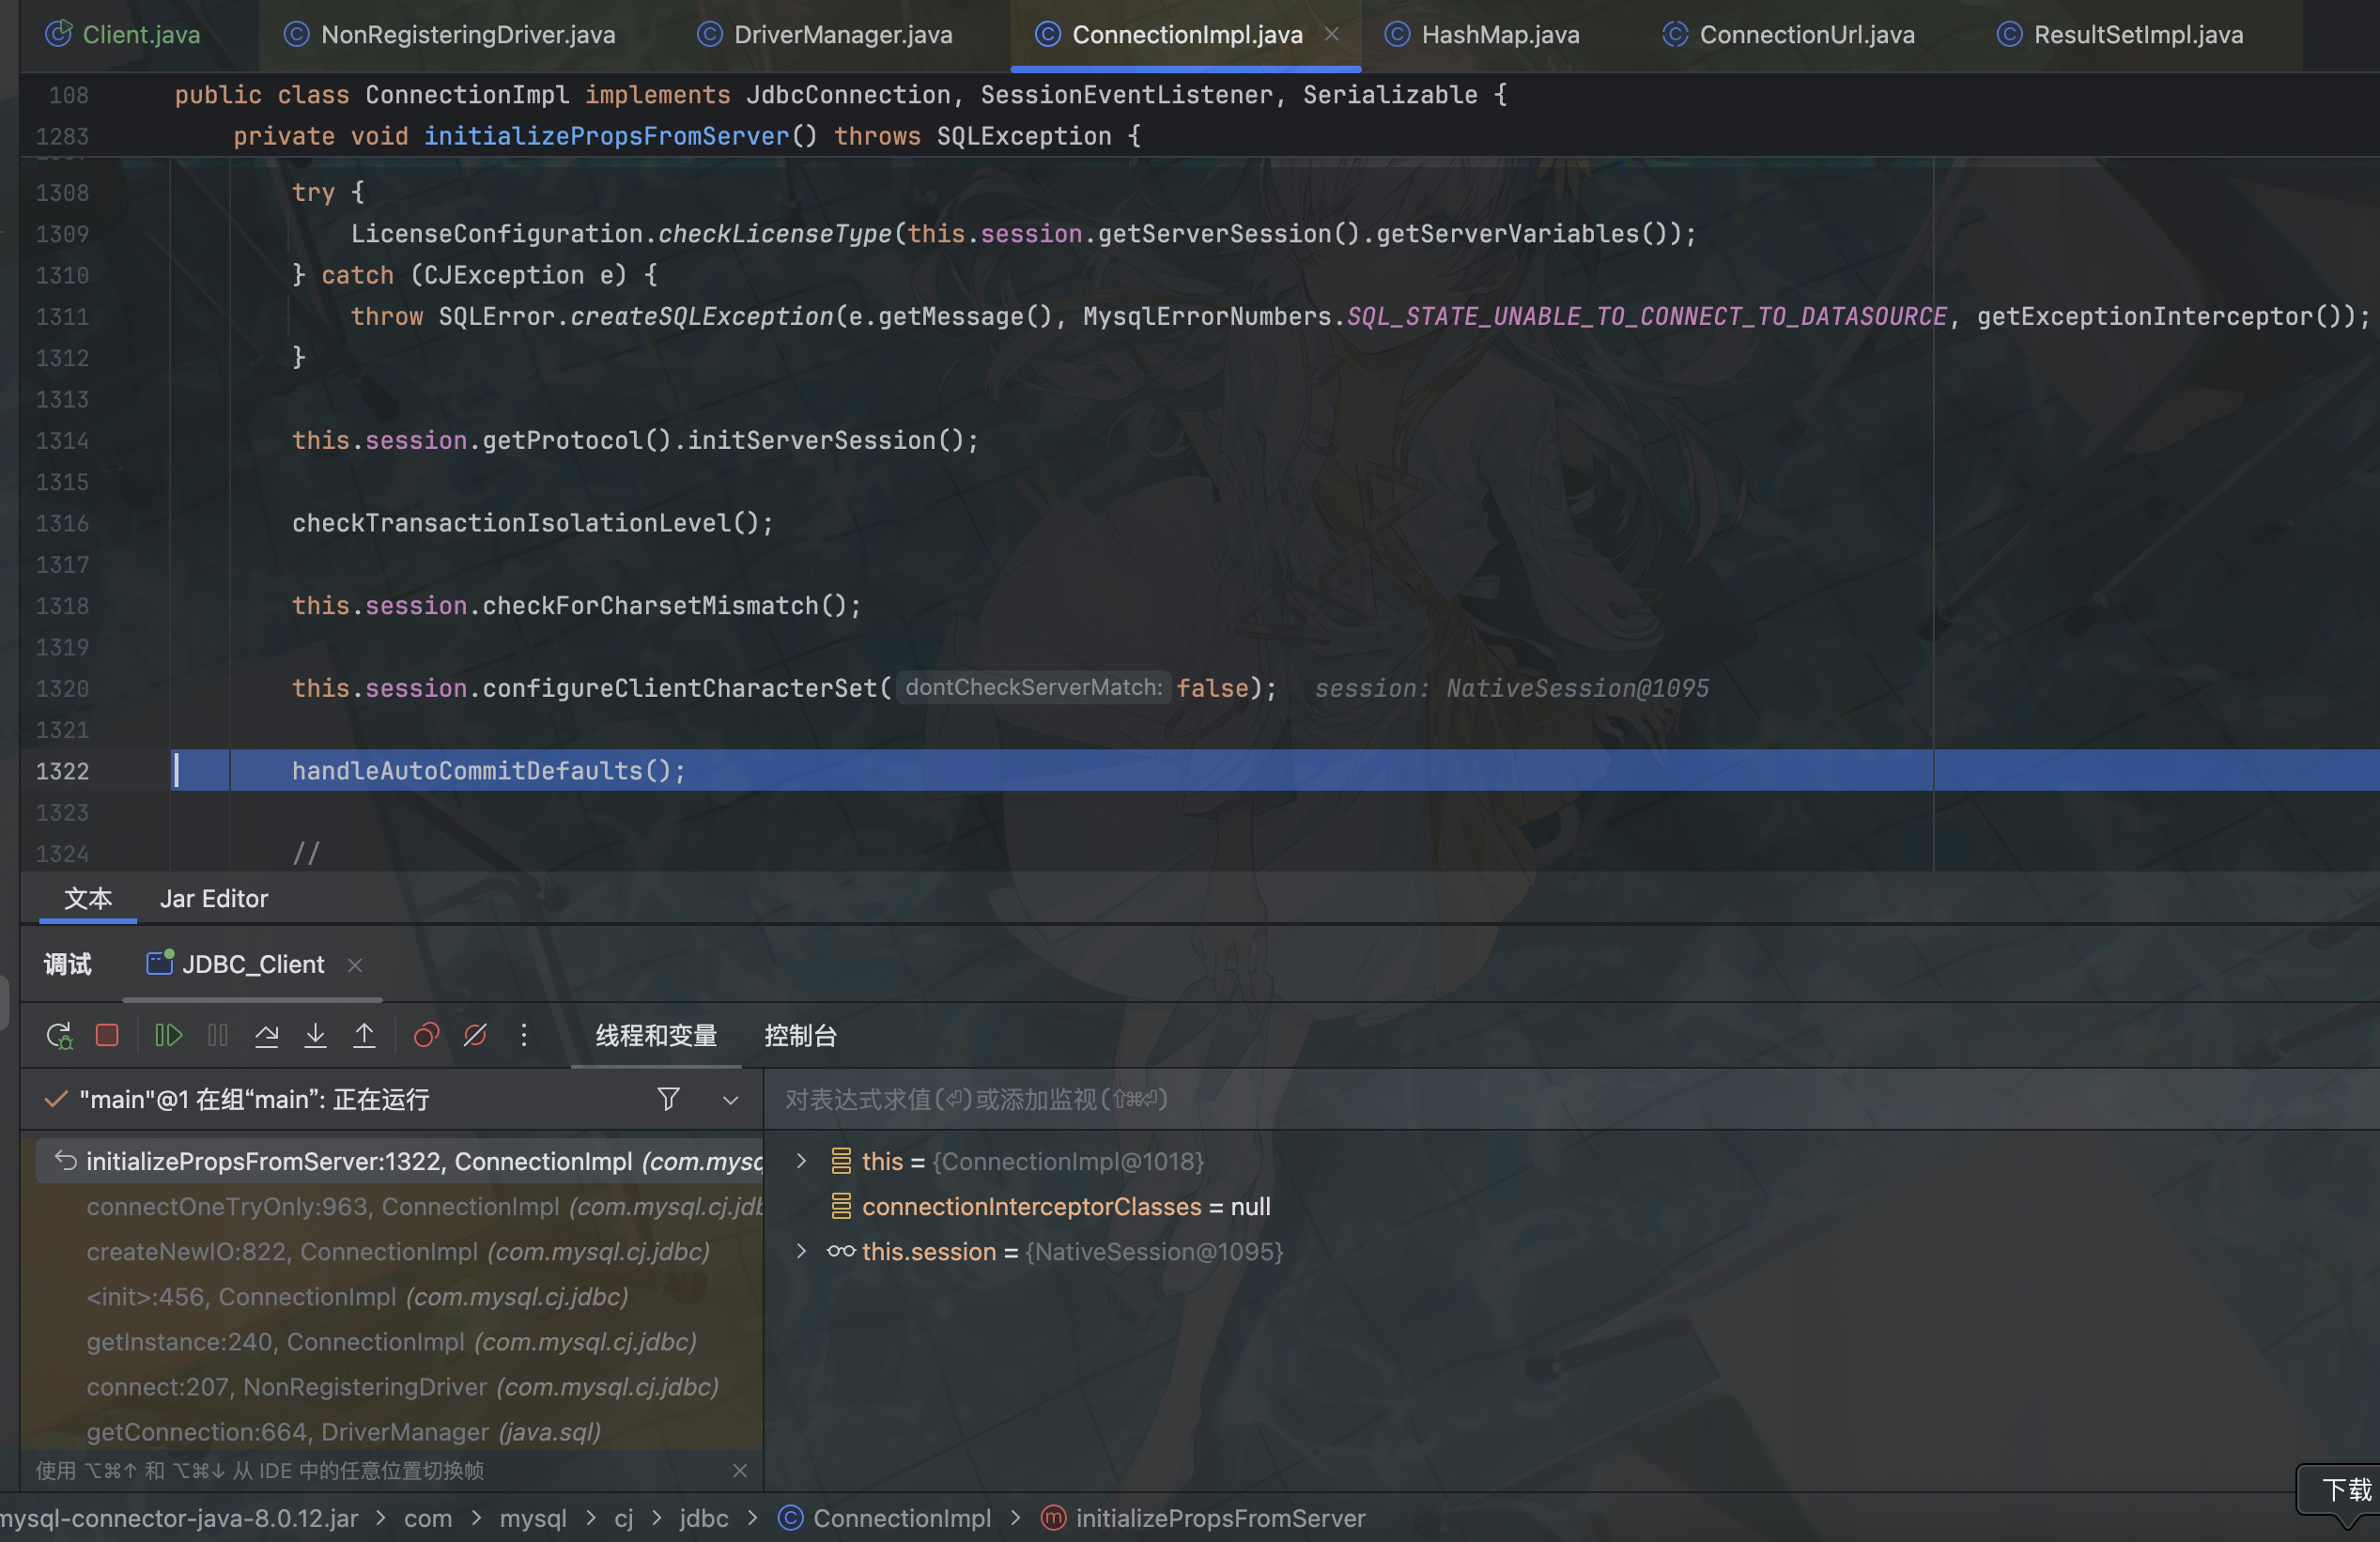 Client.java NonRegisteringDriver.java DriverManager.java ConnectionImpl.java HashMap.java ConnectionUrl.java ResultSetImpl.java
108 public class ConnectionImpl implements JdbcConnection, SessionEventListener, Serializable {
1283 private void initializePropsFromServer() throws SQLException {
1308 try {
1309 LicenseConfiguration.checkLicenseType(this.session.getServerSession().getServerVariables());
1310 } catch (CJException e) {
1311 throw SQLError.createSQLException(e.getMessage(), MysqlErrorNumbers.SQL_STATE_UNABLE_TO_CONNECT_TO_DATASOURCE, getExceptionInterceptor());
1312 }
1313
1314 this.session.getProtocol().initServerSession();
1315
1316 checkTransactionIsolationLevel();
1317
1318 this.session.checkForCharsetMismatch();
1319
1320 this.session.configureClientCharacterSet( dontCheckServerMatch: false); session: NativeSession@1095
1321
1322 handleAutoCommitDefaults();
1323
1324 //
文本 Jar Editor
调试 JDBC_Client
线程和变量 控制台
"main"@1 在组“main”: 正在运行
对表达式求值(⏎)或添加监视(⇧⌘⏎)
initializePropsFromServer:1322, ConnectionImpl (com.mysq
connectOneTryOnly:963, ConnectionImpl (com.mysql.cj.jdb
createNewIO:822, ConnectionImpl (com.mysql.cj.jdbc)
<init>:456, ConnectionImpl (com.mysql.cj.jdbc)
getInstance:240, ConnectionImpl (com.mysql.cj.jdbc)
connect:207, NonRegisteringDriver (com.mysql.cj.jdbc)
getConnection:664, DriverManager (java.sql)
使用 ⌥⌘↑ 和 ⌥⌘↓ 从 IDE 中的任意位置切换帧
this = {ConnectionImpl@1018}
connectionInterceptorClasses = null
this.session = {NativeSession@1095}
下载
mysql-connector-java-8.0.12.jar > com > mysql > cj > jdbc > ConnectionImpl > initializePropsFromServer